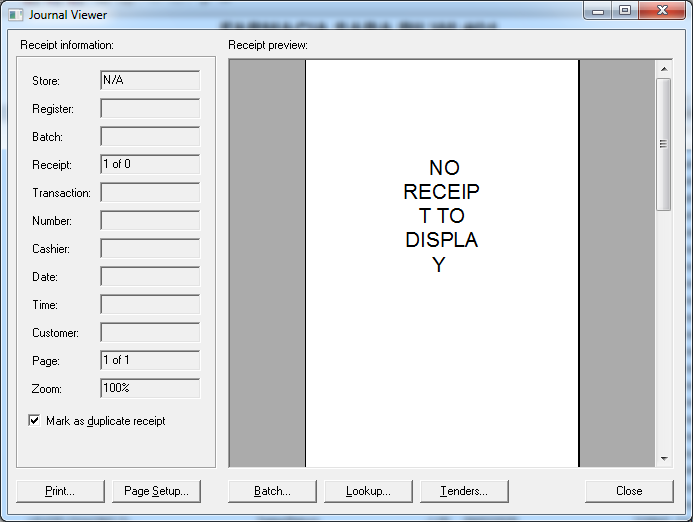 Journal Viewer
Receipt information:
Receipt preview:
Store: N/A
Register:
Batch:
Receipt: 1 of 0
Transaction:
Number:
Cashier:
Date:
Time:
Customer:
Page: 1 of 1
Zoom: 100%
Mark as duplicate receipt
NO
RECEIP
T TO
DISPLA
Y
Print...
Page Setup...
Batch...
Lookup...
Tenders...
Close